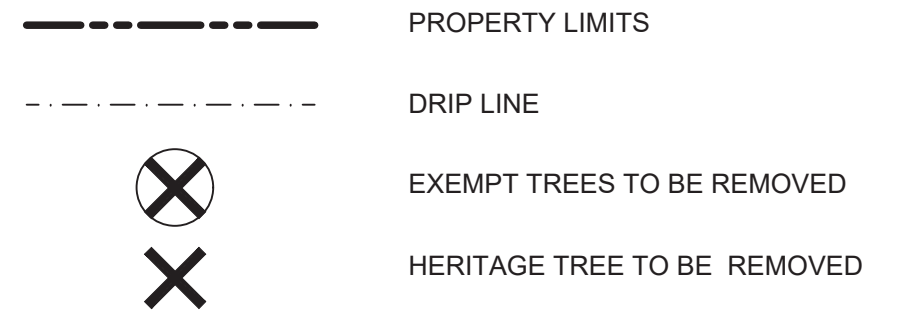 PROPERTY LIMITS
DRIP LINE
EXEMPT TREES TO BE REMOVED
HERITAGE TREE TO BE  REMOVED